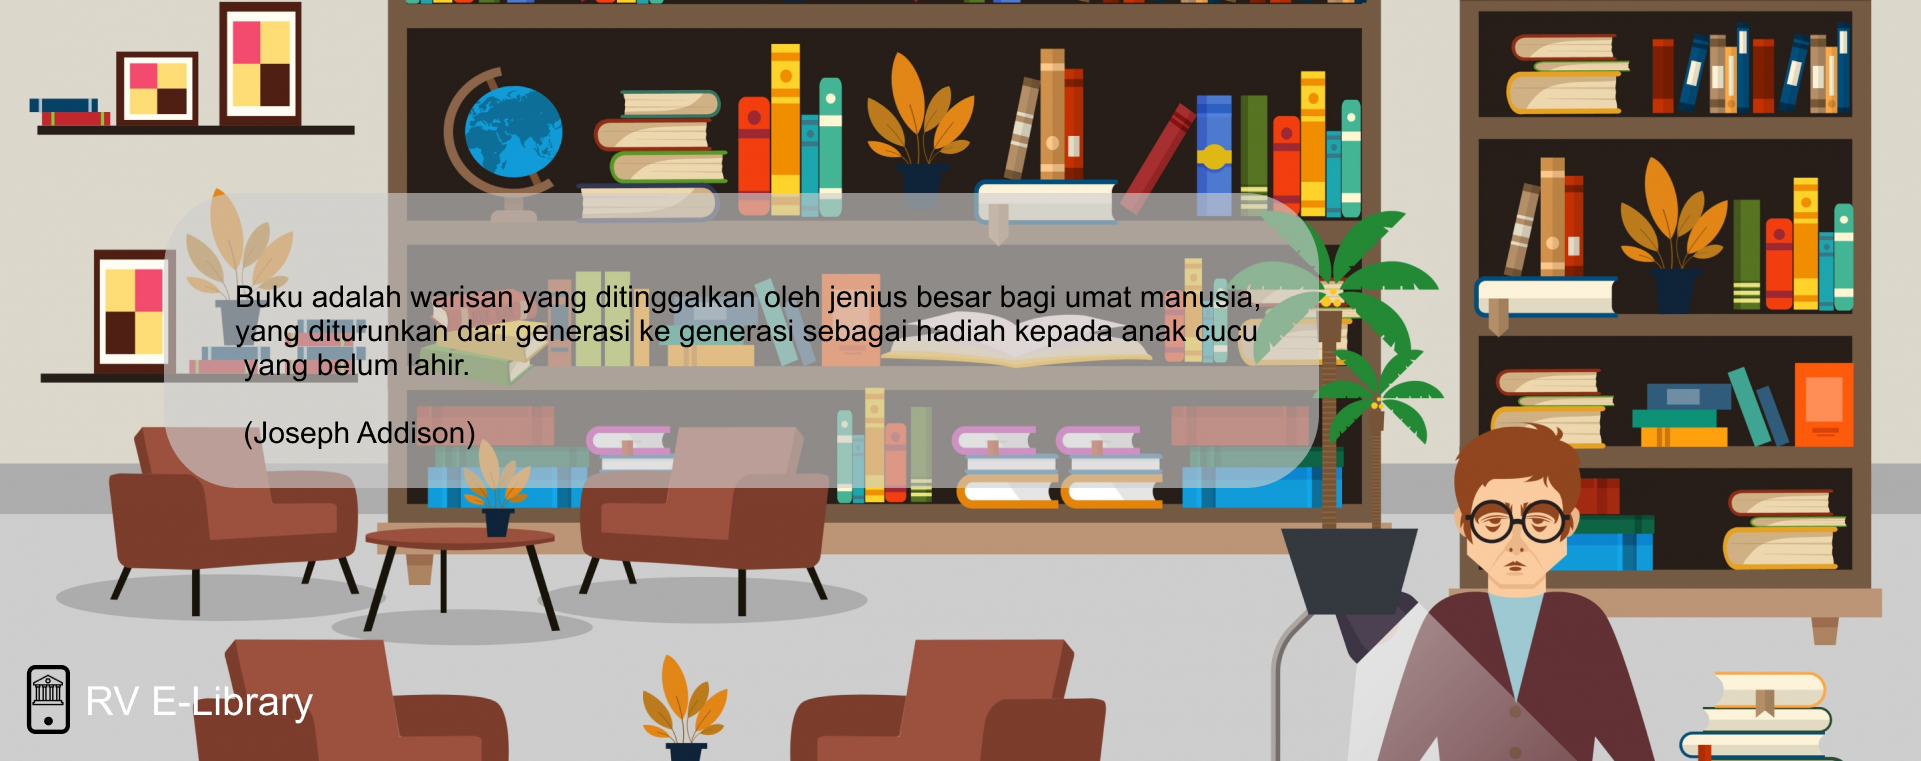 Buku adalah warisan yang ditinggalkan oleh jenius besar bagi umat manusia,
yang diturunkan dari generasi ke generasi sebagai hadiah kepada anak cucu
yang belum lahir.
(Joseph Addison)
RV E-Library